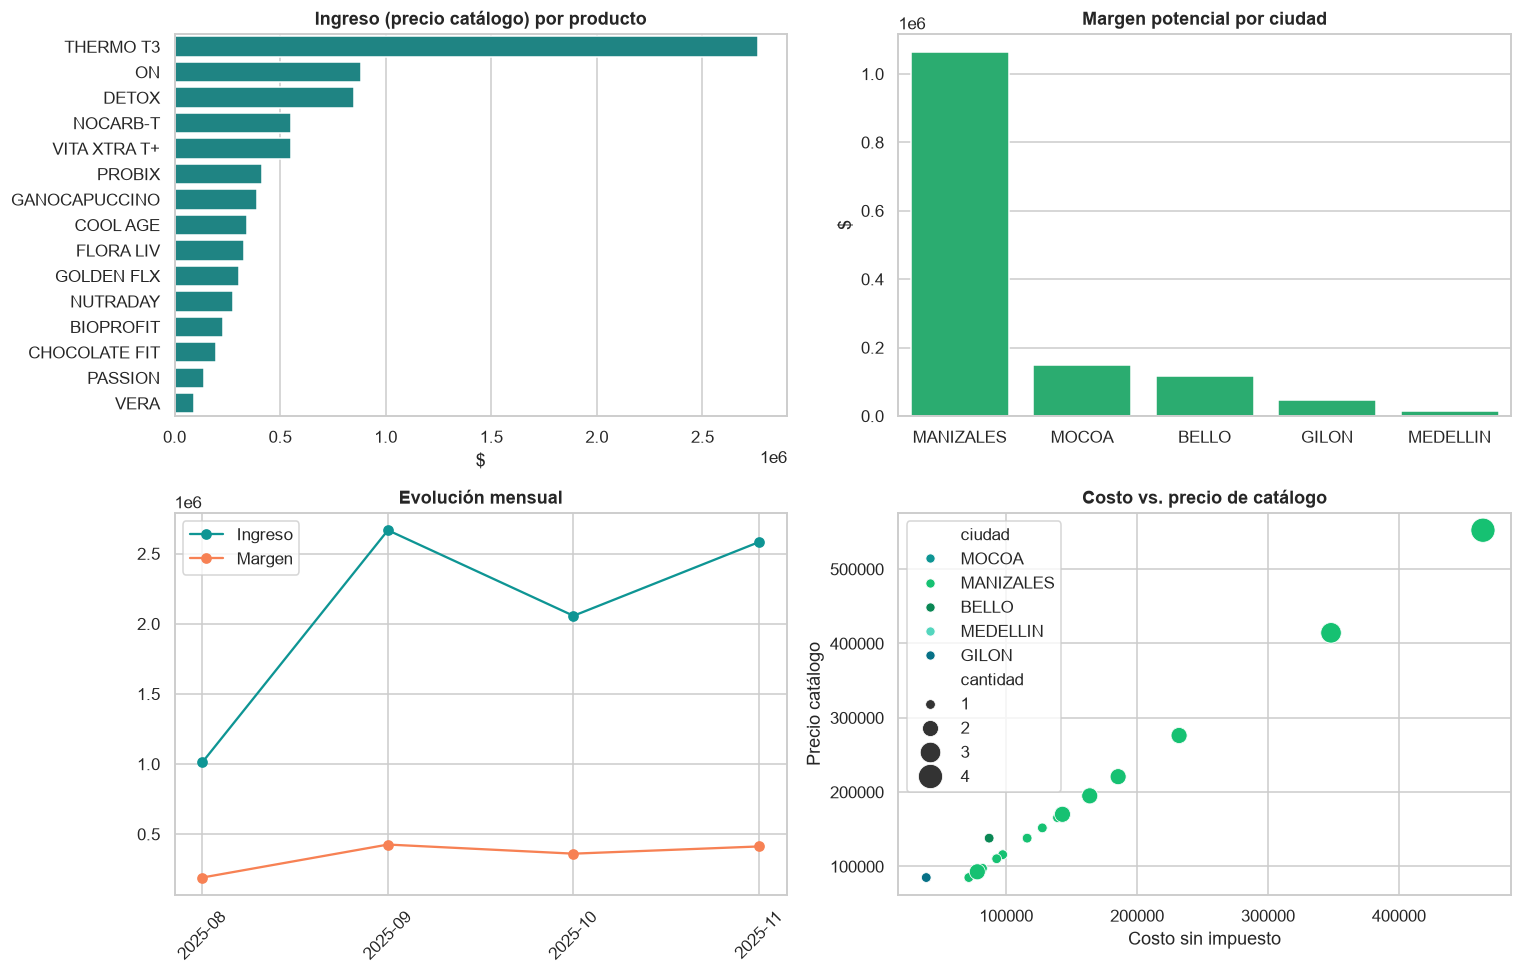 Ingreso (precio catálogo) por producto
THERMO T3
ON
DETOX
NOCARB-T
VITA XTRA T+
PROBIX
GANOCAPUCCINO
COOL AGE
FLORA LIV
GOLDEN FLX
NUTRADAY
BIOPROFIT
CHOCOLATE FIT
PASSION
VERA
0.0 0.5 1.0 1.5 2.0 2.5
1e6
$
Margen potencial por ciudad
1e6
1.0
0.8
0.6
0.4
0.2
0.0
$
MANIZALES MOCOA BELLO GILON MEDELLIN
Evolución mensual
1e6
Ingreso
Margen
2.5
2.0
1.5
1.0
0.5
2025-08 2025-09 2025-10 2025-11
Costo vs. precio de catálogo
ciudad
MOCOA
MANIZALES
BELLO
MEDELLIN
GILON
cantidad
1
2
3
4
500000
400000
300000
200000
100000
Precio catálogo
100000 200000 300000 400000
Costo sin impuesto